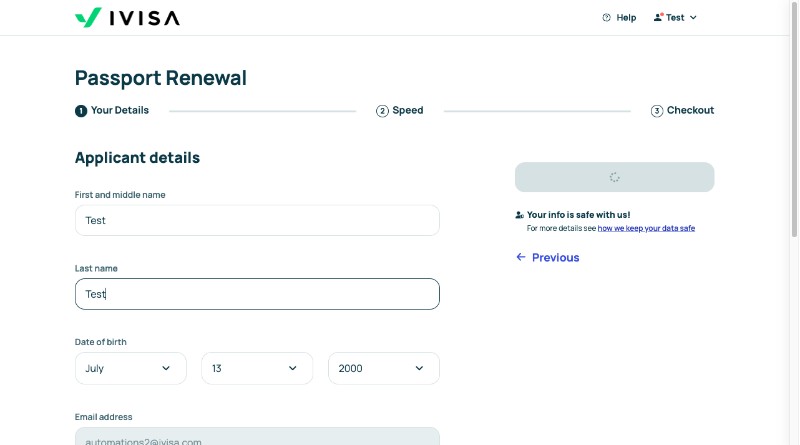 IVISA
Help
Test
Passport Renewal
1 Your Details
2 Speed
3 Checkout
Applicant details
First and middle name
Test
Last name
Test
Date of birth
July
13
2000
Email address
automations2@ivisa.com
Your info is safe with us!
For more details see how we keep your data safe
Previous